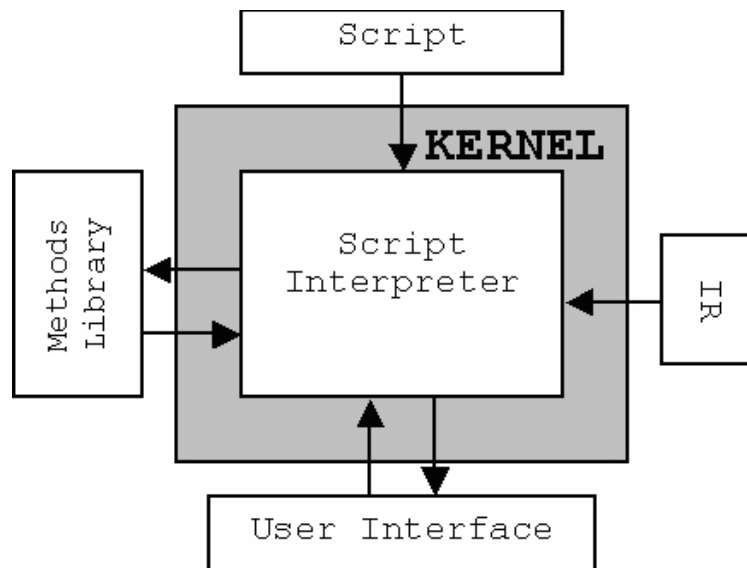 Script
KERNEL
Script
Interpreter
Methods
Library
IR
User Interface